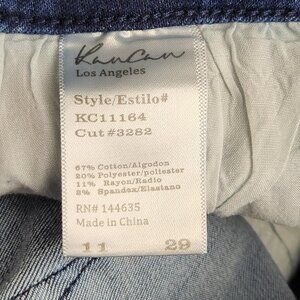 KanCan
Los Angeles
Style/Estilo#
KC11164
Cut#3282
67% Cotton/Algodon
20% Polyester/poliester
11% Rayon/Radio
2% Spandex/Elastano
RN# 144635
Made in China
11 29